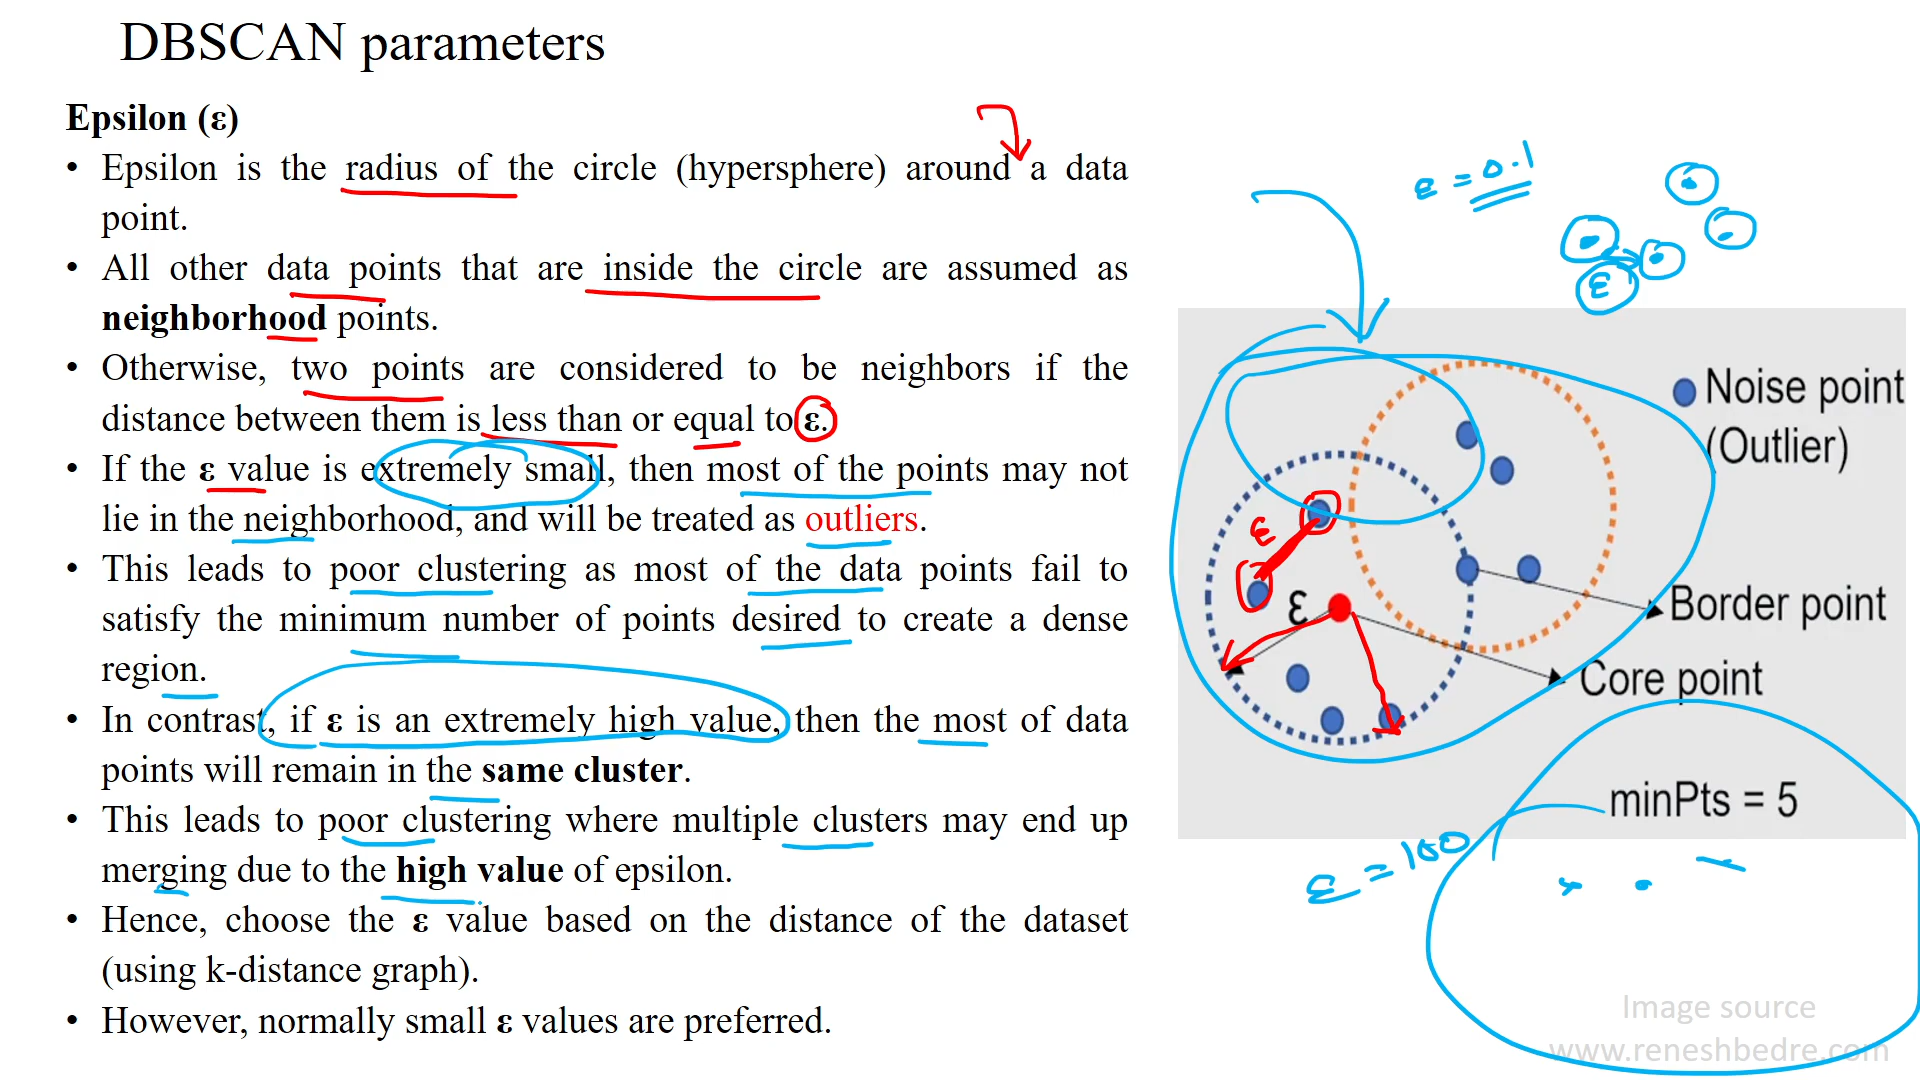 DBSCAN parameters
Epsilon (ε)
• Epsilon is the radius of the circle (hypersphere) around a data
point.
• All other data points that are inside the circle are assumed as
neighborhood points.
• Otherwise, two points are considered to be neighbors if the
distance between them is less than or equal to ε.
• If the ε value is extremely small, then most of the points may not
lie in the neighborhood, and will be treated as outliers.
• This leads to poor clustering as most of the data points fail to
satisfy the minimum number of points desired to create a dense
region.
• In contrast, if ε is an extremely high value, then the most of data
points will remain in the same cluster.
• This leads to poor clustering where multiple clusters may end up
merging due to the high value of epsilon.
• Hence, choose the ε value based on the distance of the dataset
(using k-distance graph).
• However, normally small ε values are preferred.
ε = 0.1
ε
Noise point
(Outlier)
ε
ε
Border point
Core point
minPts = 5
ε = 100
Image source
www.reneshbedre.com